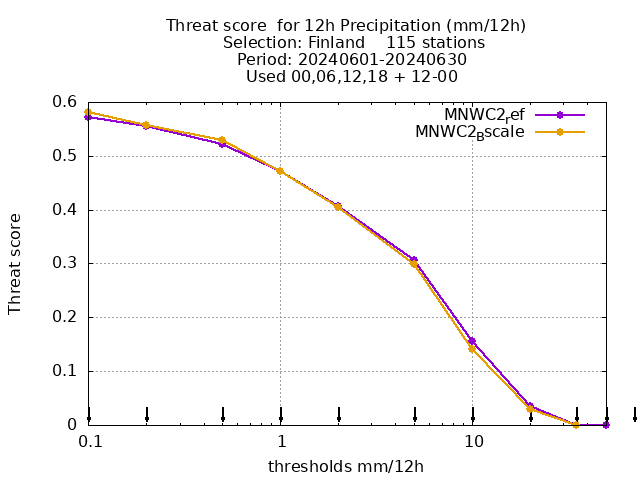 Threat score  for 12h Precipitation (mm/12h)
Selection: Finland    115 stations
Period: 20240601-20240630
Used 00,06,12,18 + 12-00
MNWC2_ref
MNWC2_Bscale
0.6
0.5
0.4
0.3
0.2
0.1
0
Threat score
0.1 1 10
thresholds mm/12h